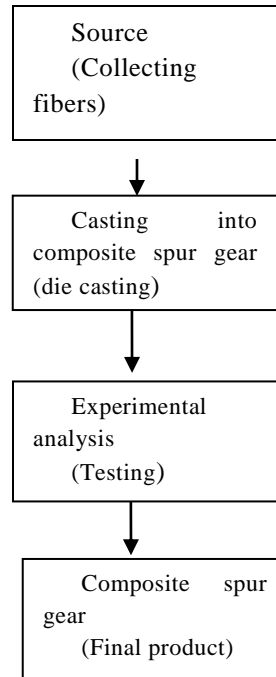 Source
(Collecting
fibers)
Casting into
composite spur gear
(die casting)
Experimental
analysis
(Testing)
Composite spur
gear
(Final product)